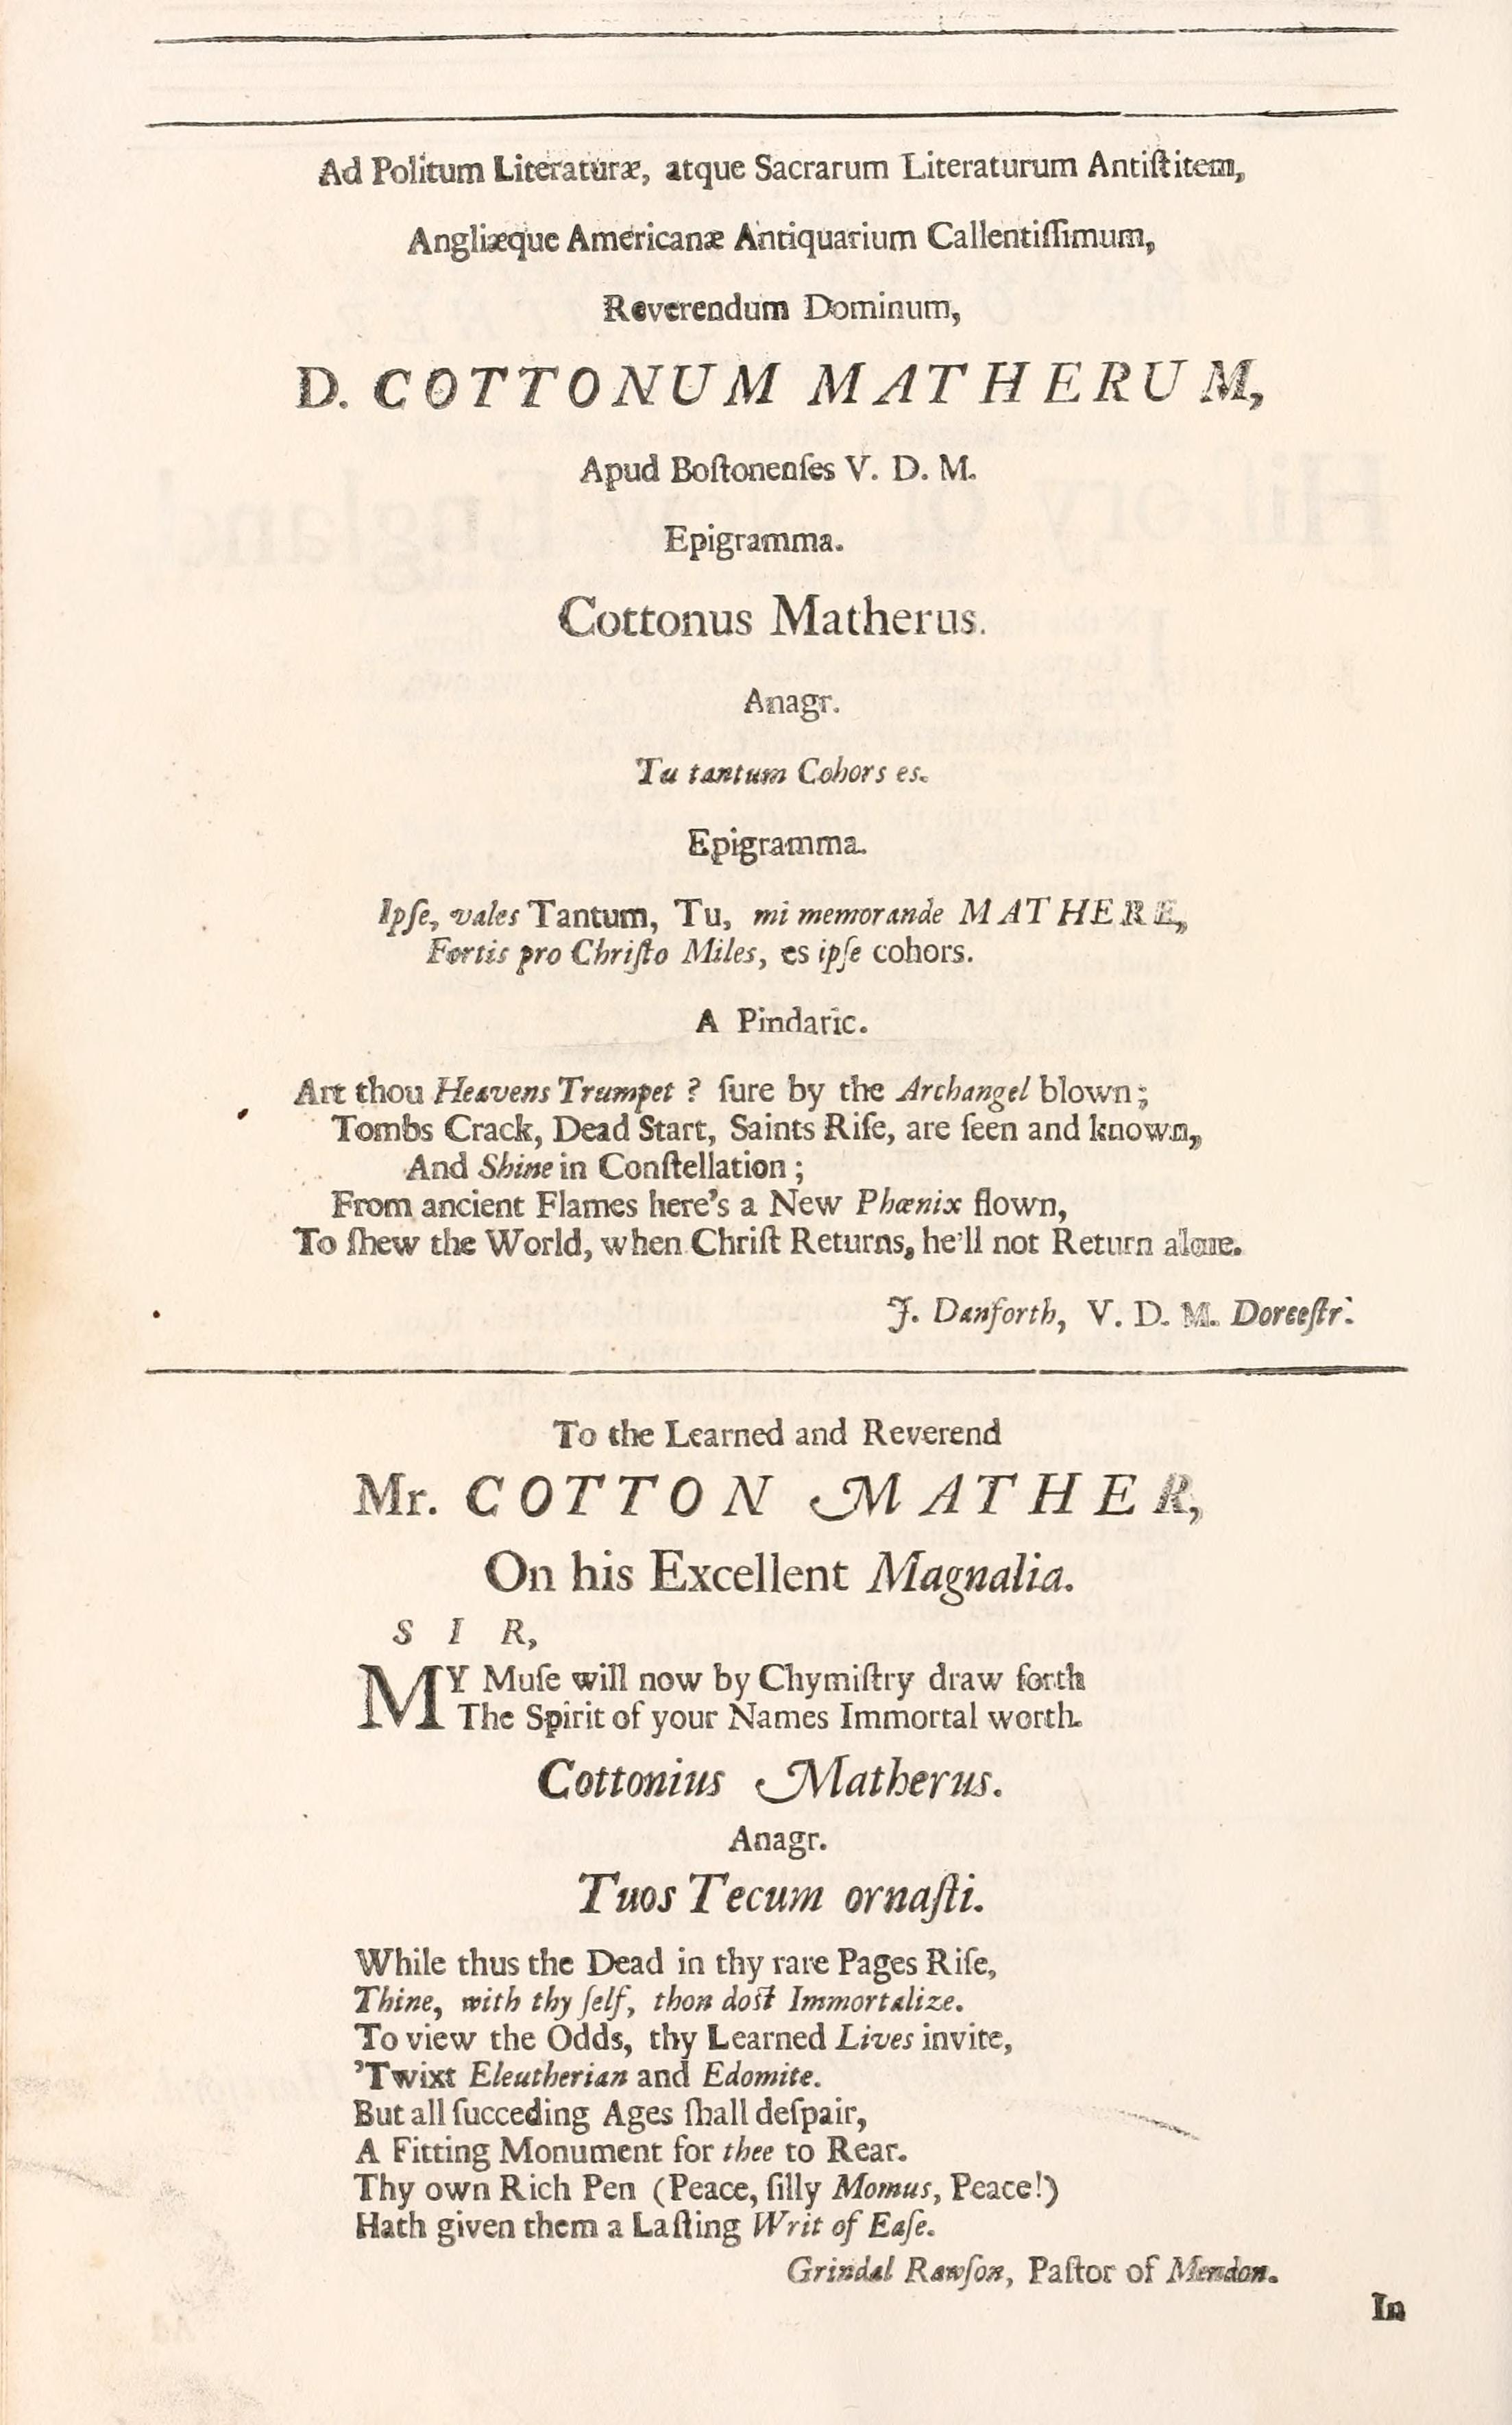 Ad Politum Literaturæ, atque Sacrarum Literaturum Antiſtitem,
Angliæque Americanæ Antiquarium Callentiſſimum,
Reverendum Dominum,
D. COTTONUM MATHERUM,
Apud Boſtonenſes V. D. M.
Epigramma.
Cottonus Matherus.
Anagr.
Tu tantum Cohors es.
Epigramma.
Ipſe, vales Tantum, Tu, mi memorande MATHERE,
Fortis pro Chriſto Miles, es ipſe cohors.
A Pindaric.
Art thou Heavens Trumpet ? ſure by the Archangel blown ;
Tombs Crack, Dead Start, Saints Riſe, are ſeen and known,
And Shine in Conſtellation ;
From ancient Flames here's a New Phœnix flown,
To ſhew the World, when Chriſt Returns, he'll not Return alone.
J. Danforth, V. D. M. Dorceſtr.
To the Learned and Reverend
Mr. COTTON MATHER,
On his Excellent Magnalia.
S I R,
MY Muſe will now by Chymiſtry draw forth
The Spirit of your Names Immortal worth.
Cottonius Matherus.
Anagr.
Tuos Tecum ornaſti.
While thus the Dead in thy rare Pages Riſe,
Thine, with thy ſelf, thon doſt Immortalize.
To view the Odds, thy Learned Lives invite,
'Twixt Eleutherian and Edomite.
But all ſucceding Ages ſhall deſpair,
A Fitting Monument for thee to Rear.
Thy own Rich Pen (Peace, ſilly Momus, Peace!)
Hath given them a Laſting Writ of Eaſe.
Grindal Rawſon, Paſtor of Mendon.
In